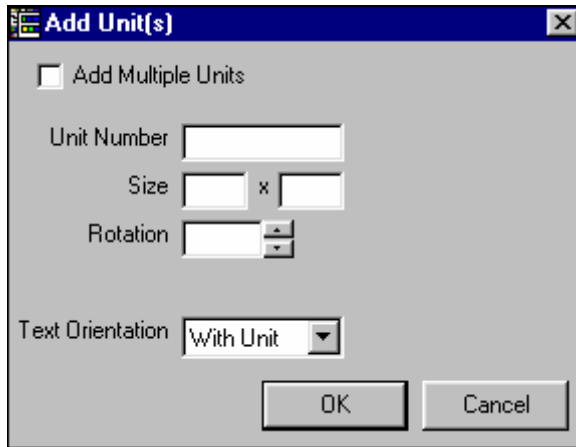 Add Unit(s)
Add Multiple Units
Unit Number
Size x
Rotation
Text Orientation With Unit
OK Cancel